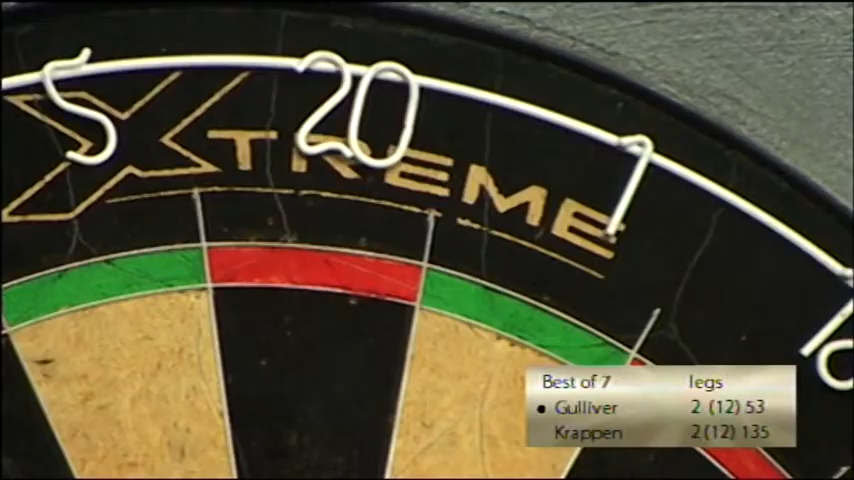 5 20 1
XTREME
Best of 7 legs
Gulliver 2 (12) 53
Krappen 2(12) 135